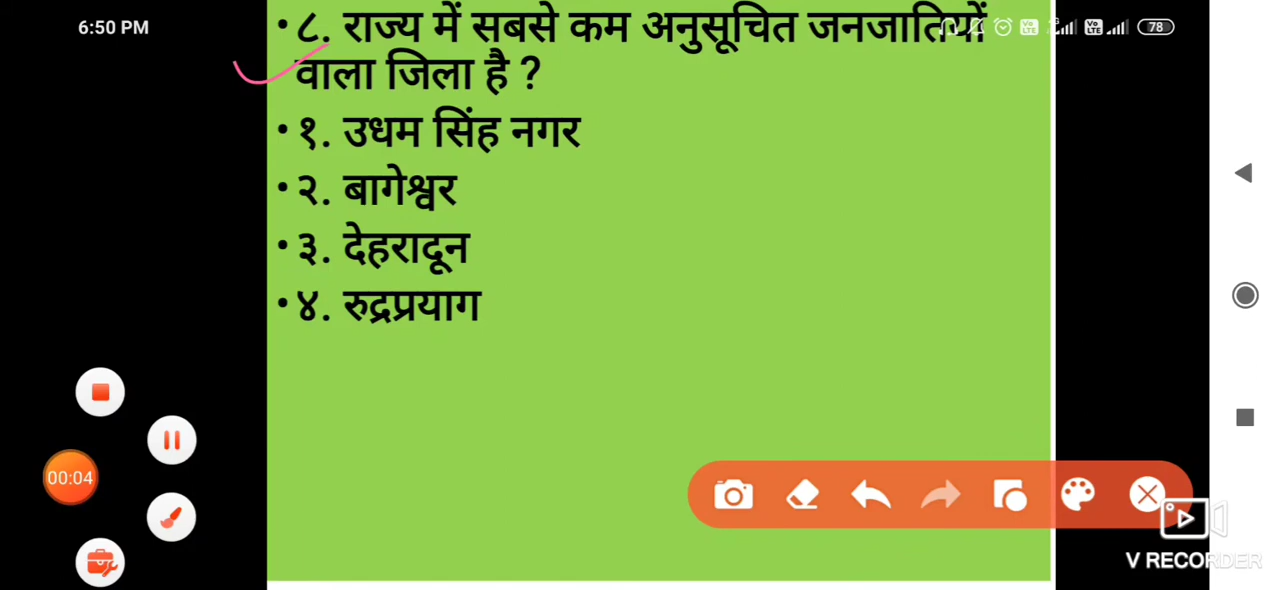 6:50 PM
78
• ८. राज्य में सबसे कम अनुसूचित जनजातियों
वाला जिला है ?
• १. उधम सिंह नगर
• २. बागेश्वर
• ३. देहरादून
• ४. रुद्रप्रयाग
00:04
V RECORDER